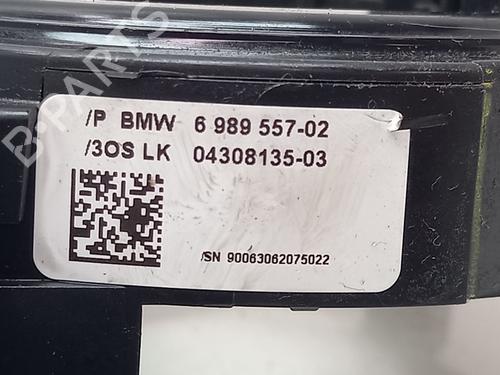 B-PARTS
/P BMW 6 989 557-02
/3OS LK 04308135-03
/SN 90063062075022